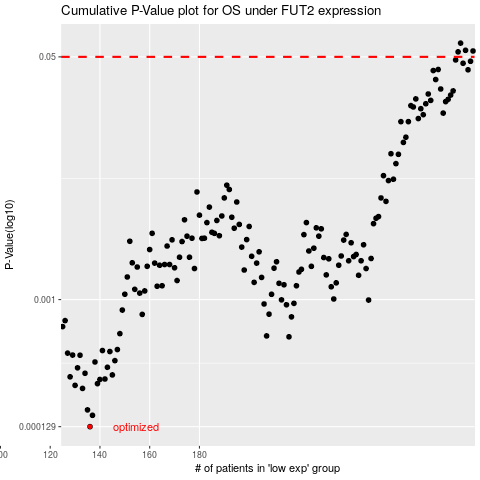 Cumulative P-Value plot for OS under FUT2 expression
P-Value(log10)
0.05
0.001
0.000129
optimized
00 120 140 160 180
# of patients in 'low exp' group